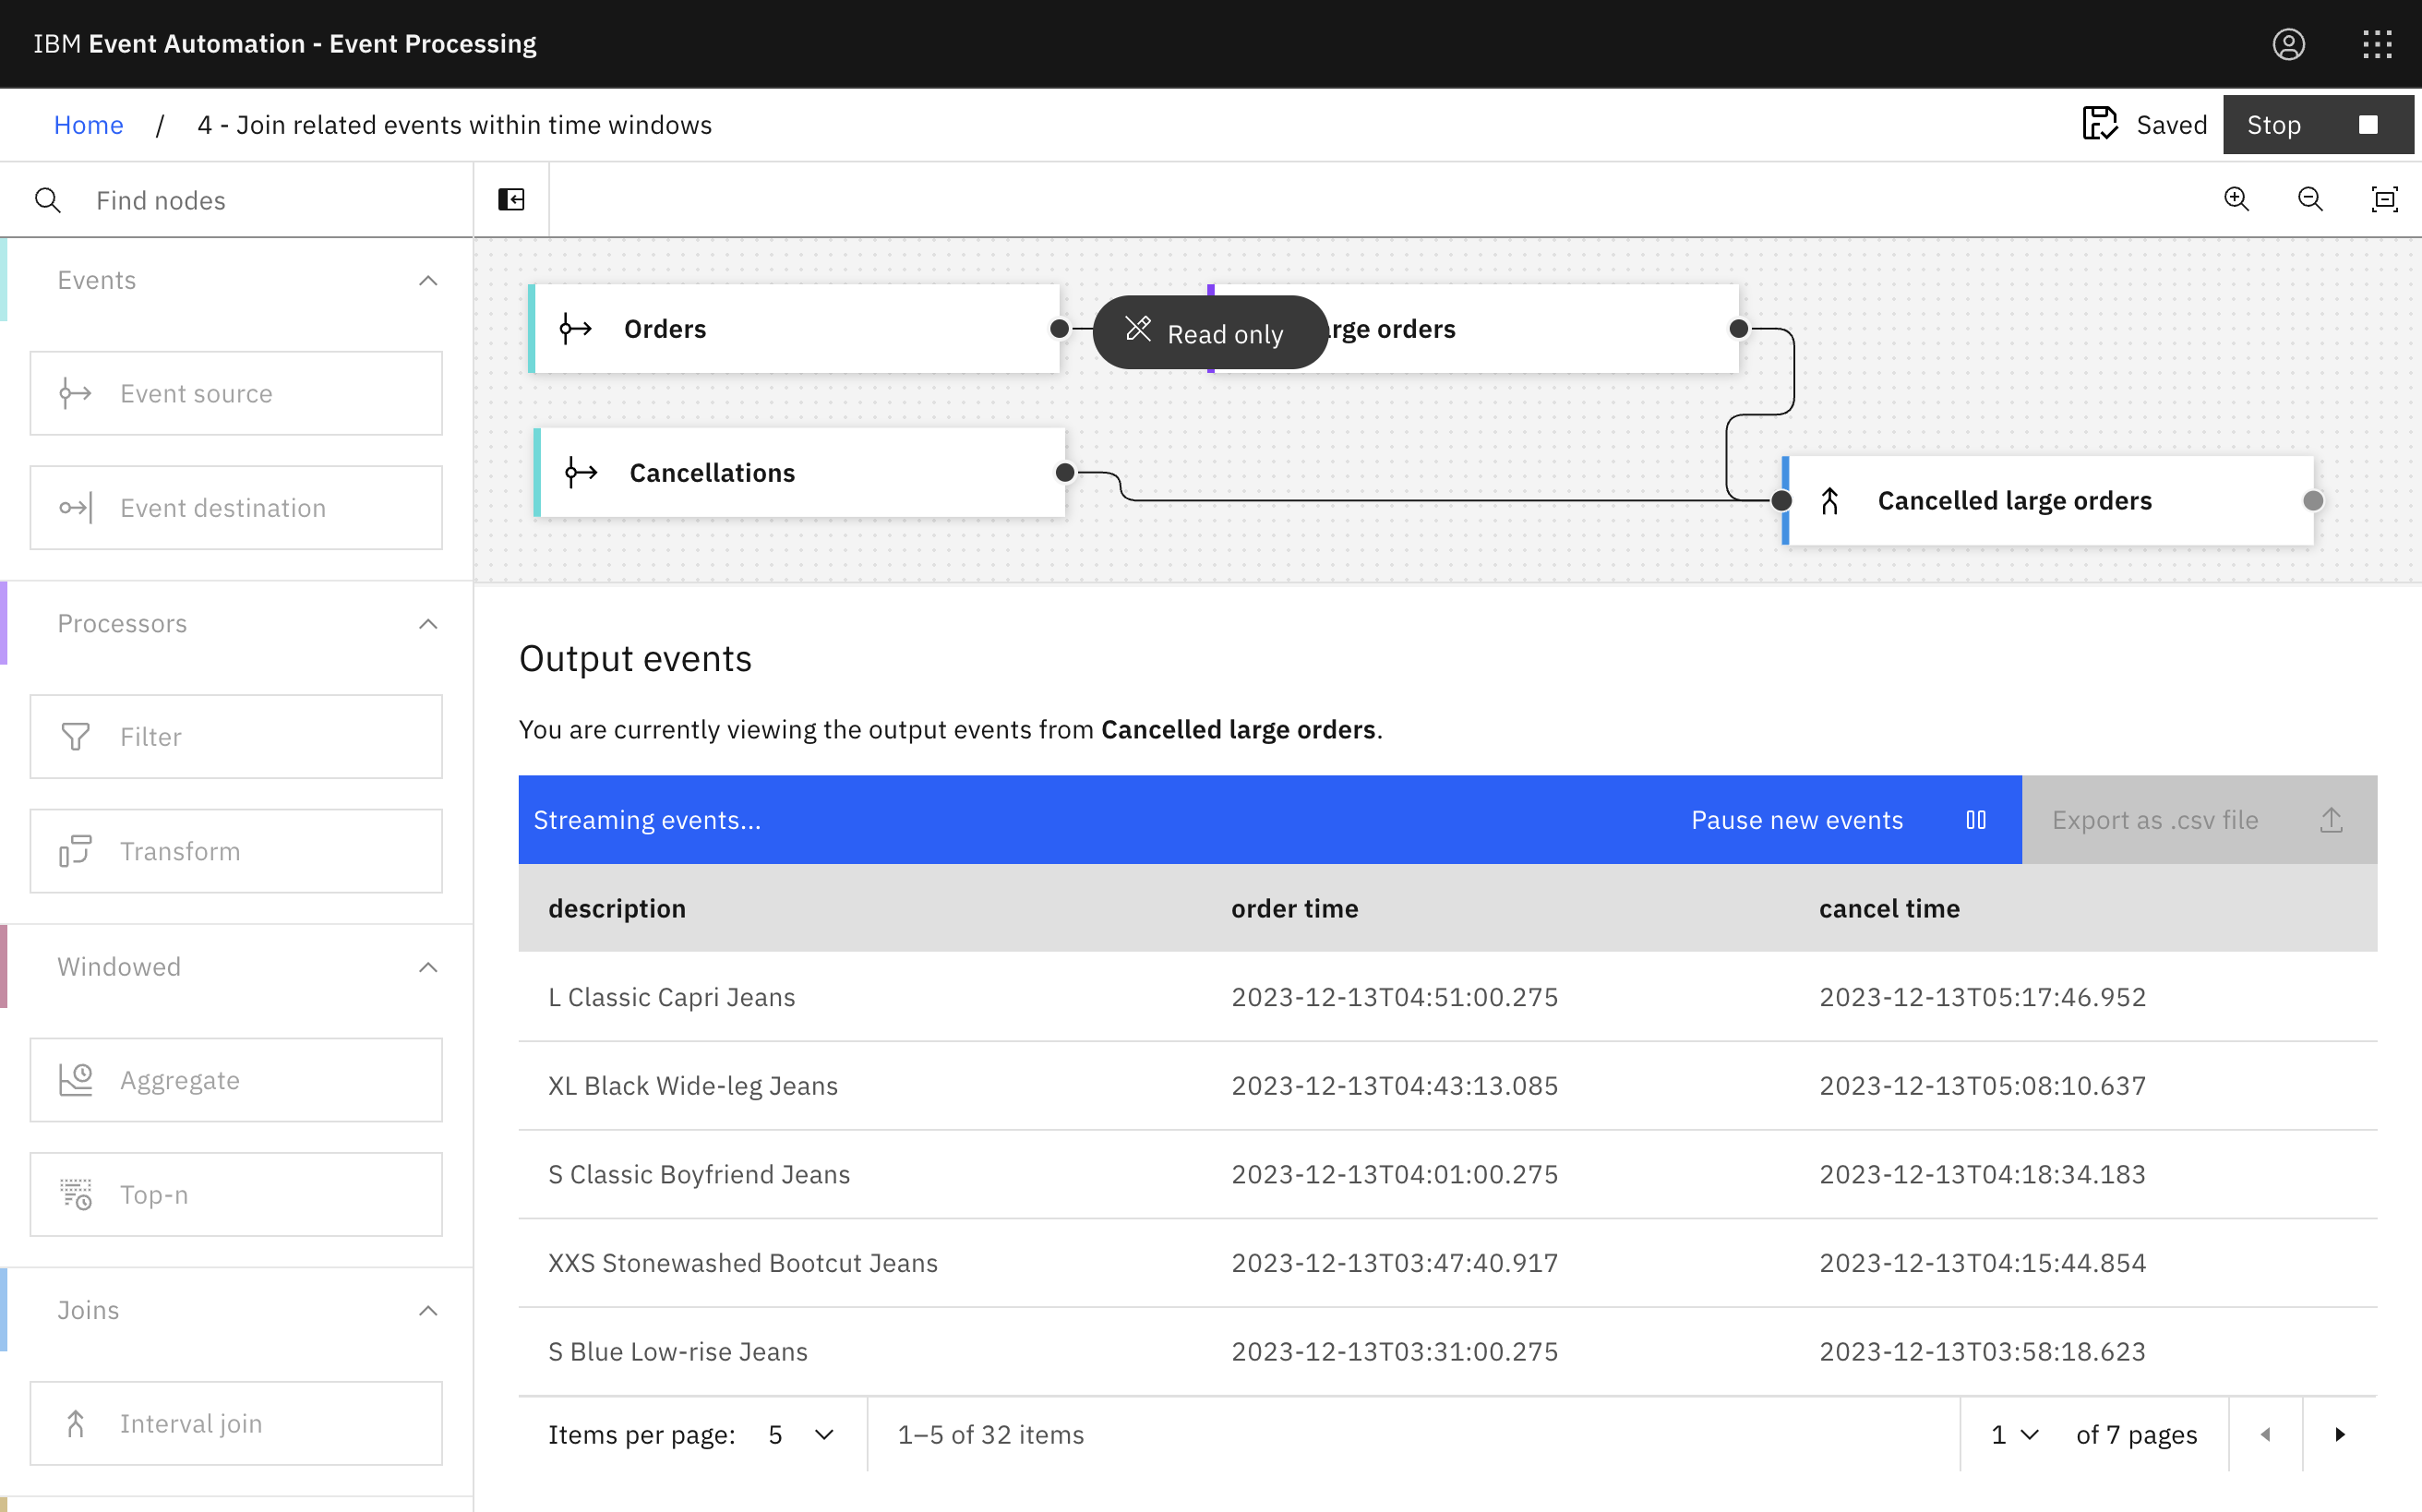 IBM Event Automation - Event Processing
Home / 4 - Join related events within time windows
Saved
Stop
Find nodes
Events
Event source
Event destination
Processors
Filter
Transform
Windowed
Aggregate
Top-n
Joins
Interval join
Orders
Read only
rge orders
Cancellations
Cancelled large orders
Output events
You are currently viewing the output events from Cancelled large orders.
Streaming events... Pause new events Export as .csv file
description order time cancel time
L Classic Capri Jeans 2023-12-13T04:51:00.275 2023-12-13T05:17:46.952
XL Black Wide-leg Jeans 2023-12-13T04:43:13.085 2023-12-13T05:08:10.637
S Classic Boyfriend Jeans 2023-12-13T04:01:00.275 2023-12-13T04:18:34.183
XXS Stonewashed Bootcut Jeans 2023-12-13T03:47:40.917 2023-12-13T04:15:44.854
S Blue Low-rise Jeans 2023-12-13T03:31:00.275 2023-12-13T03:58:18.623
Items per page: 5 1–5 of 32 items 1 of 7 pages